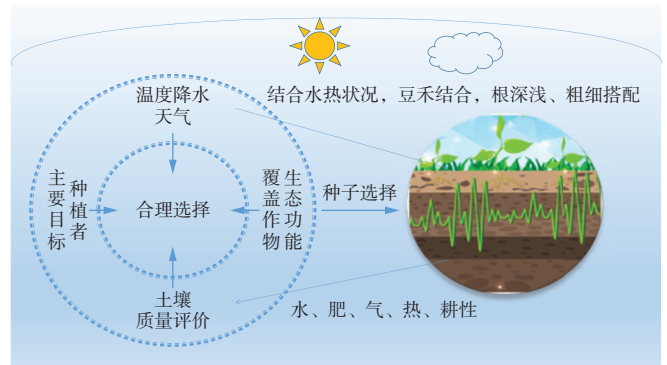 温度降水
天气
结合水热状况，豆禾结合，根深浅、粗细搭配
种植者
主要目标
合理选择
生态功能
覆盖作物
种子选择
土壤
质量评价
水、肥、气、热、耕性